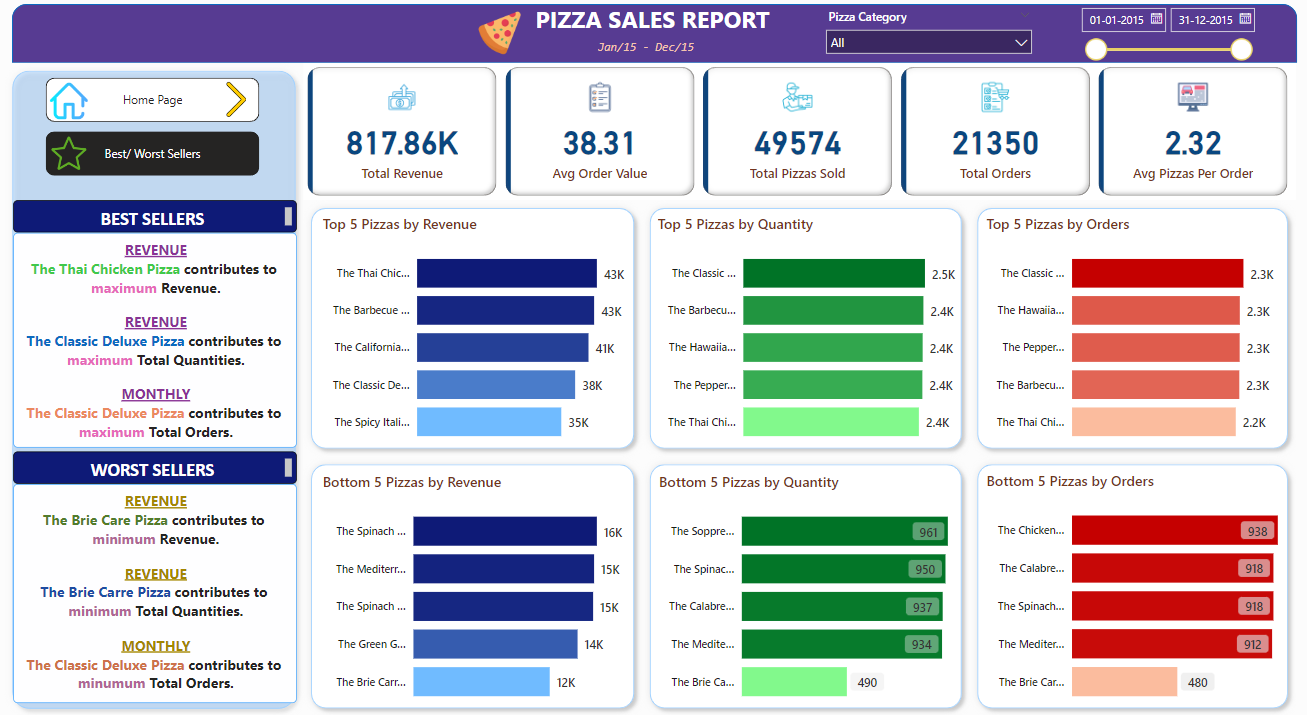 PIZZA SALES REPORT
Jan/15 - Dec/15
Pizza Category
All
01-01-2015
31-12-2015
Home Page
Best/ Worst Sellers
817.86K
Total Revenue
38.31
Avg Order Value
49574
Total Pizzas Sold
21350
Total Orders
2.32
Avg Pizzas Per Order
BEST SELLERS
REVENUE
The Thai Chicken Pizza contributes to
maximum Revenue.
REVENUE
The Classic Deluxe Pizza contributes to
maximum Total Quantities.
MONTHLY
The Classic Deluxe Pizza contributes to
maximum Total Orders.
WORST SELLERS
REVENUE
The Brie Care Pizza contributes to
minimum Revenue.
REVENUE
The Brie Carre Pizza contributes to
minimum Total Quantities.
MONTHLY
The Classic Deluxe Pizza contributes to
minumum Total Orders.
Top 5 Pizzas by Revenue
The Thai Chic... 43K
The Barbecue ... 43K
The California... 41K
The Classic De... 38K
The Spicy Itali... 35K
Top 5 Pizzas by Quantity
The Classic ... 2.5K
The Barbecu... 2.4K
The Hawaiia... 2.4K
The Pepper... 2.4K
The Thai Chi... 2.4K
Top 5 Pizzas by Orders
The Classic ... 2.3K
The Hawaiia... 2.3K
The Pepper... 2.3K
The Barbecu... 2.3K
The Thai Chi... 2.2K
Bottom 5 Pizzas by Revenue
The Spinach ... 16K
The Mediterr... 15K
The Spinach ... 15K
The Green G... 14K
The Brie Carr... 12K
Bottom 5 Pizzas by Quantity
The Soppre... 961
The Spinac... 950
The Calabre... 937
The Medite... 934
The Brie Ca... 490
Bottom 5 Pizzas by Orders
The Chicken... 938
The Calabre... 918
The Spinach... 918
The Mediter... 912
The Brie Car... 480